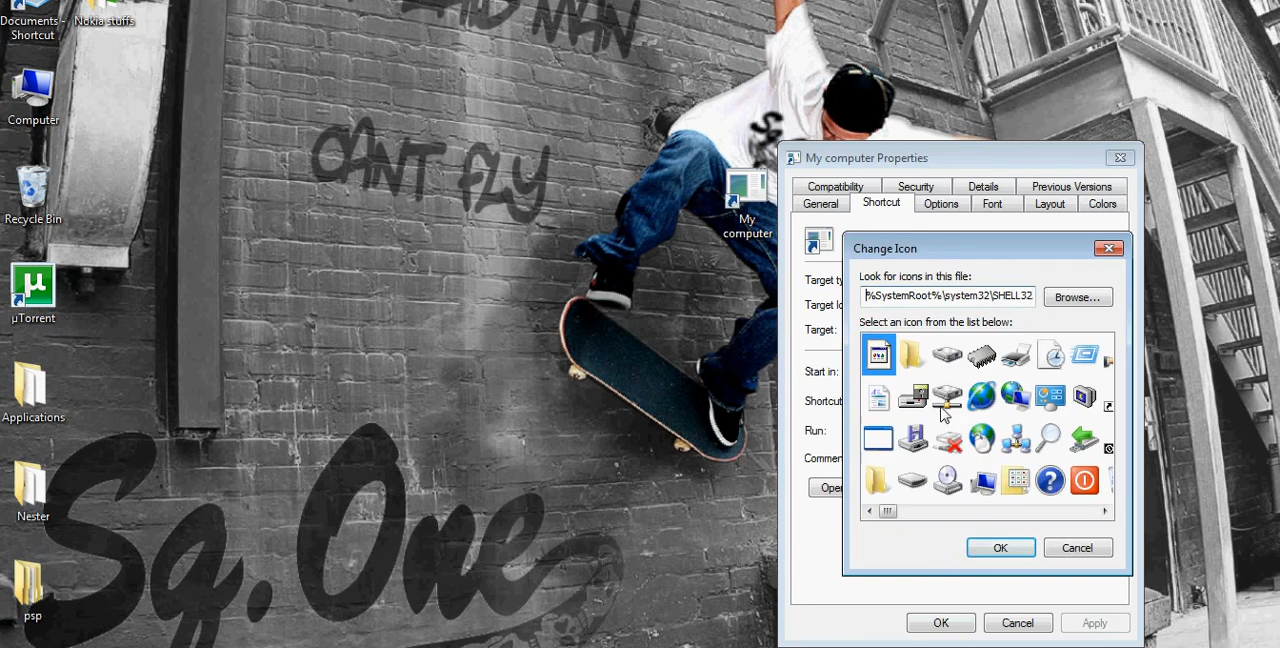 Documents -
Shortcut
Nokia stuffs
Computer
Recycle Bin
µTorrent
Applications
Nester
psp
MAN
CANT FLY
Sq.One
My
computer
My computer Properties
Compatibility
Security
Details
Previous Versions
General
Shortcut
Options
Font
Layout
Colors
Target ty
Target lo
Target:
Start in:
Shortcut
Run:
Commen
Oper
Change Icon
Look for icons in this file:
%SystemRoot%\system32\SHELL32
Browse...
Select an icon from the list below:
OK
Cancel
OK
Cancel
Apply